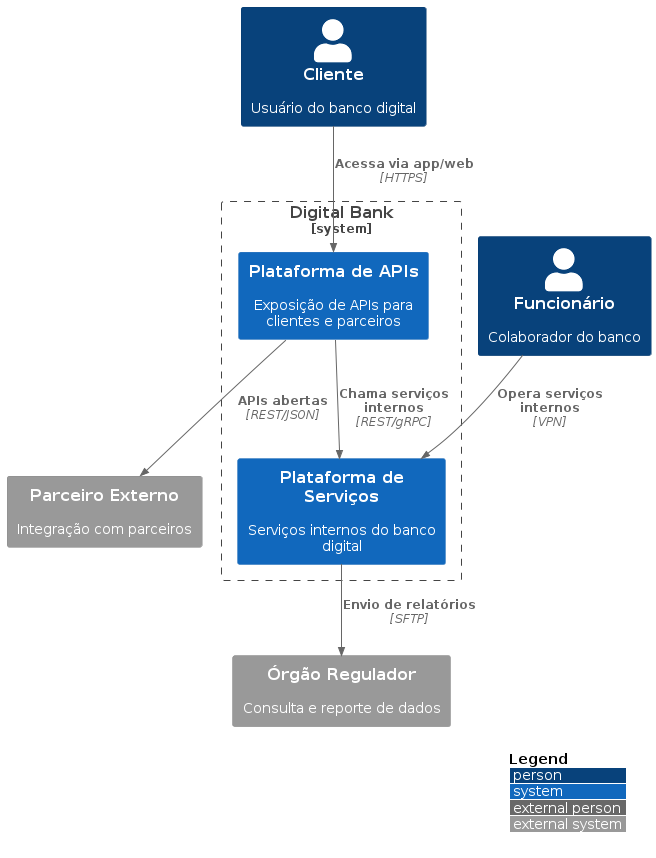 Cliente
Usuário do banco digital
Acessa via app/web
[HTTPS]
Digital Bank
[system]
Plataforma de APIs
Exposição de APIs para
clientes e parceiros
Funcionário
Colaborador do banco
APIs abertas
[REST/JSON]
Chama serviços
internos
[REST/gRPC]
Opera serviços
internos
[VPN]
Parceiro Externo
Integração com parceiros
Plataforma de
Serviços
Serviços internos do banco
digital
Envio de relatórios
[SFTP]
Órgão Regulador
Consulta e reporte de dados
Legend
person
system
external person
external system